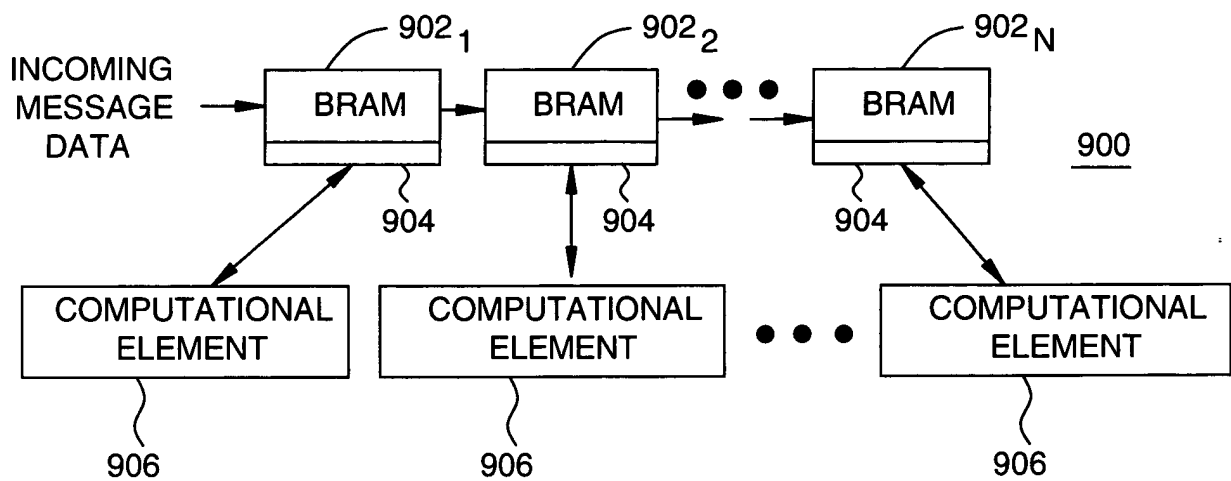 902₁
902₂
902N
INCOMING
MESSAGE
DATA
BRAM
BRAM
BRAM
900
904
904
904
COMPUTATIONAL
ELEMENT
COMPUTATIONAL
ELEMENT
COMPUTATIONAL
ELEMENT
906
906
906